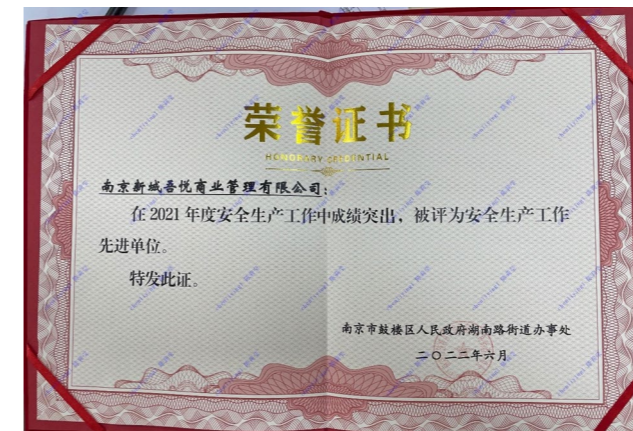 荣誉证书
HONORARY CREDENTIAL
南京新城吾悦商业管理有限公司：
在2021年度安全生产工作中成绩突出，被评为安全生产工作
先进单位。
特发此证。
南京市鼓楼区人民政府湖南路街道办事处
二〇二二年六月